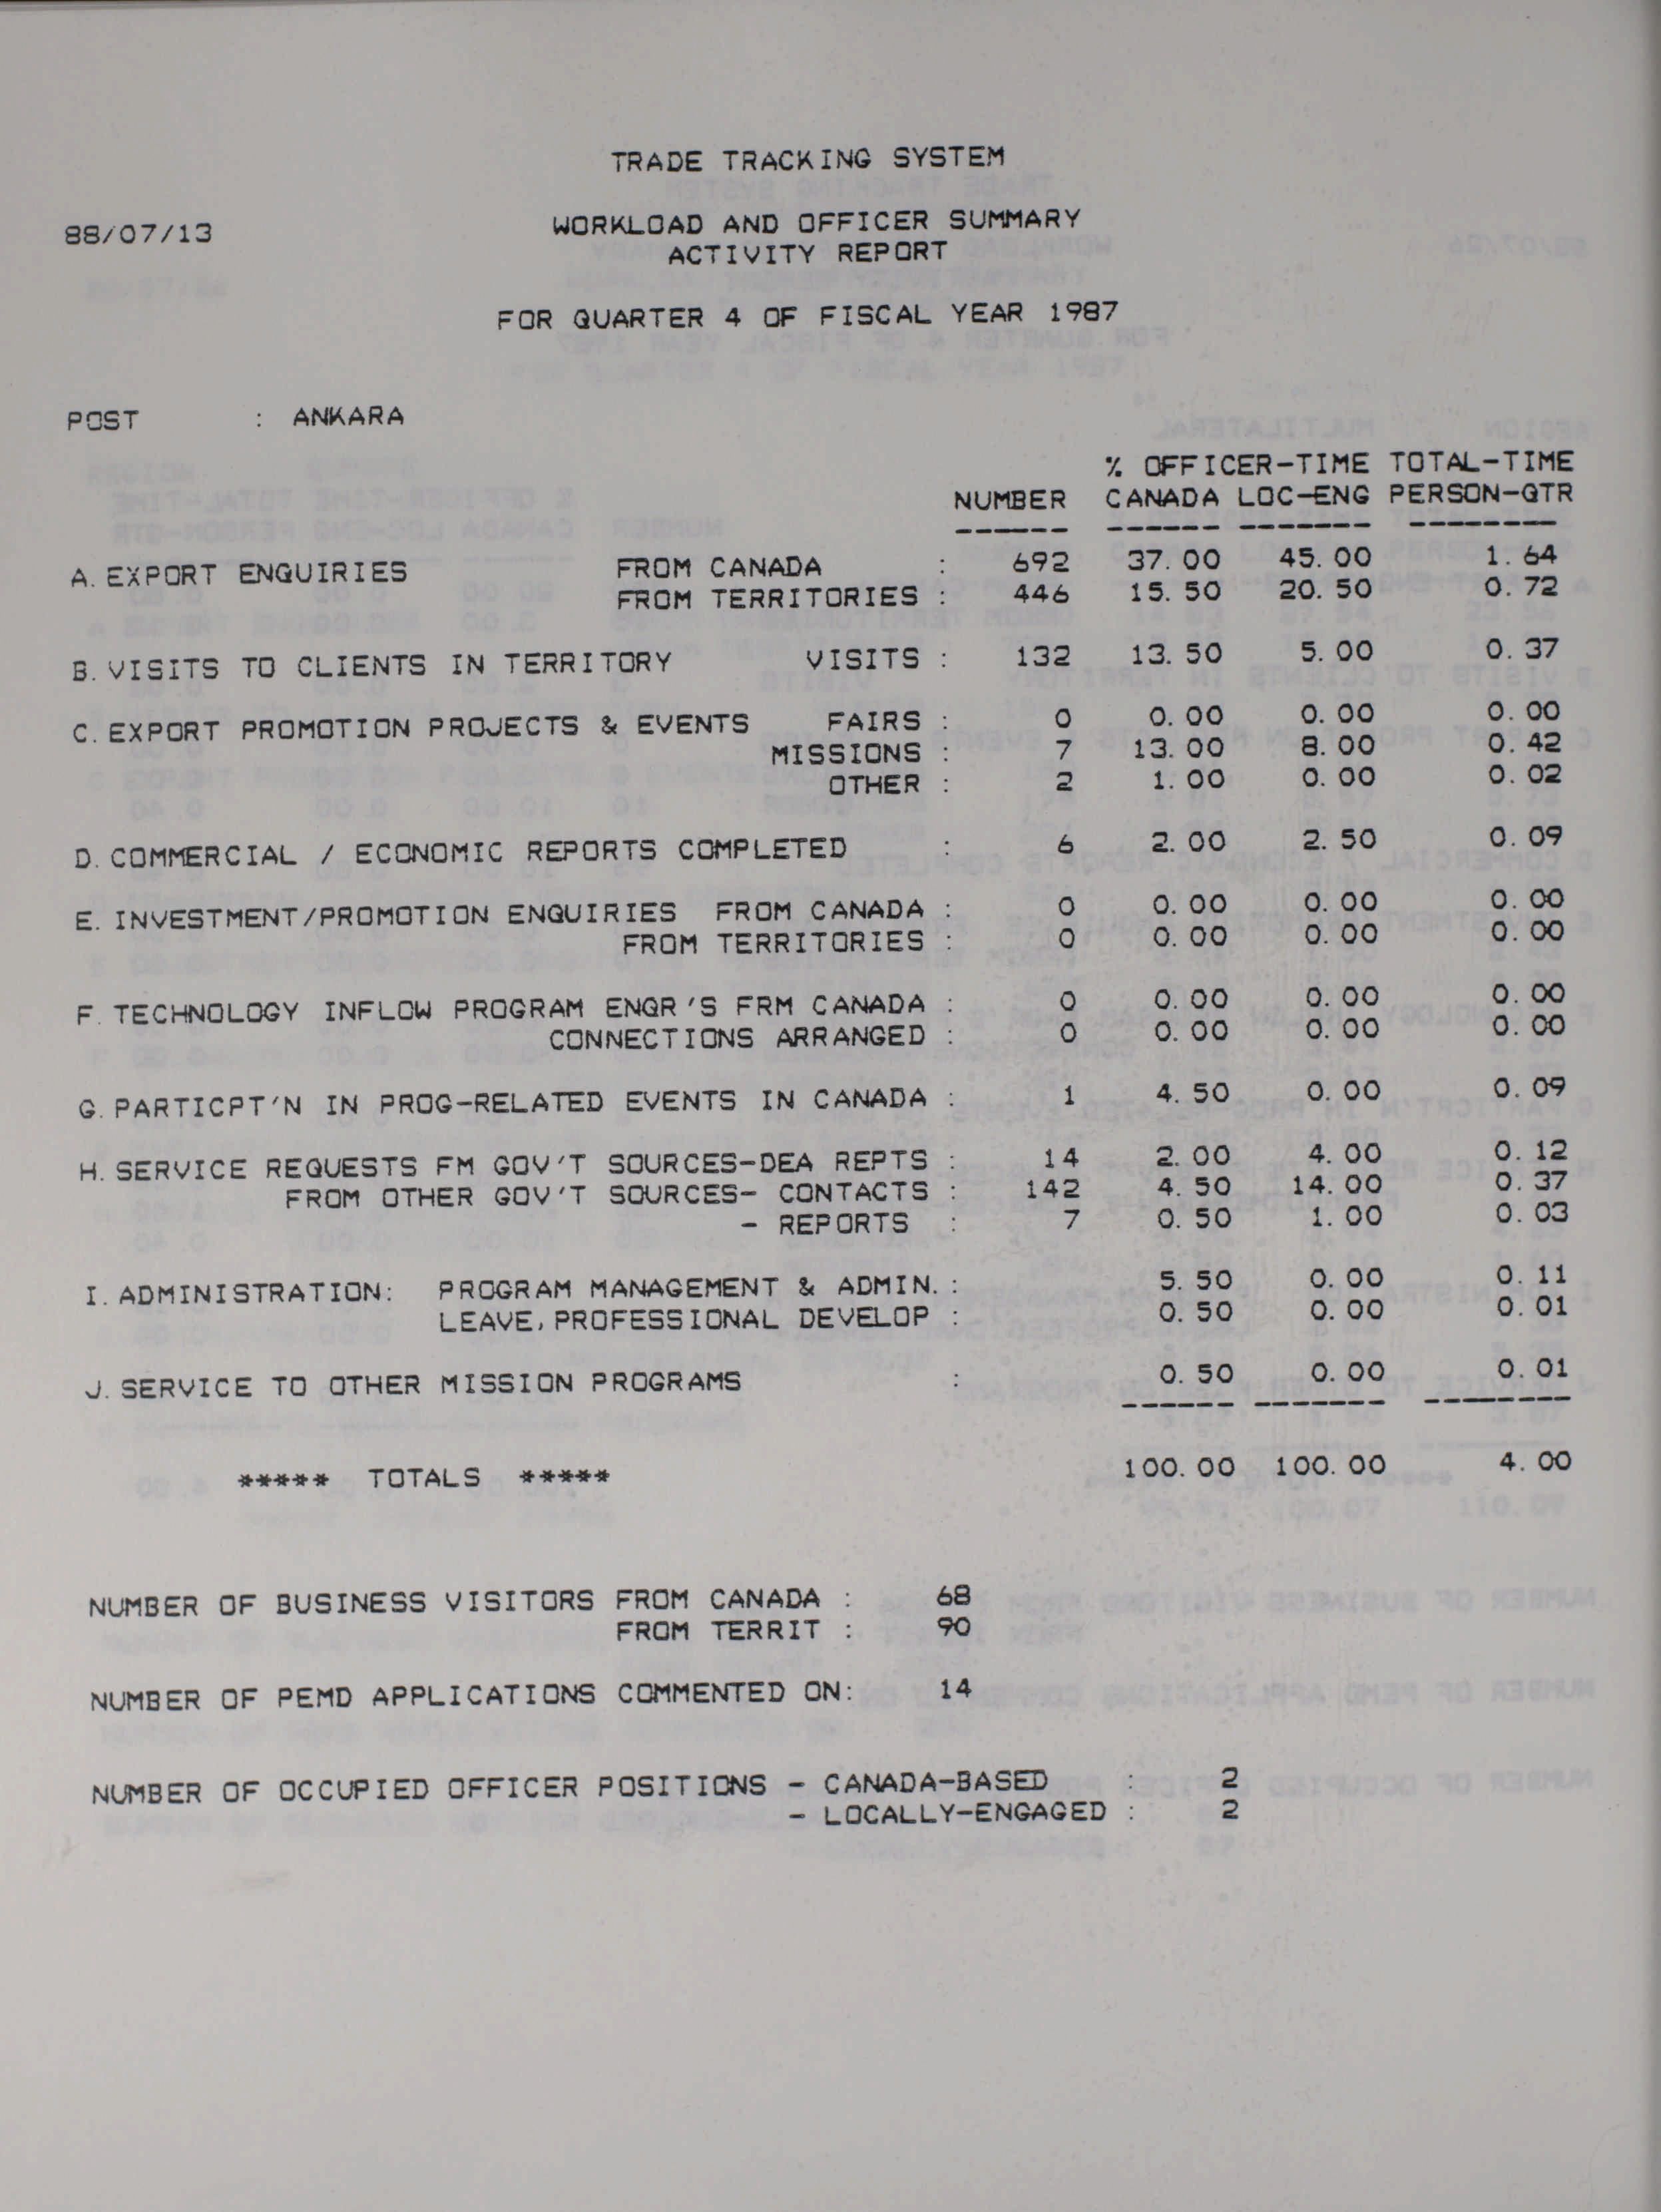 TRADE TRACKING SYSTEM
88/07/13 WORKLOAD AND OFFICER SUMMARY
ACTIVITY REPORT
FOR QUARTER 4 OF FISCAL YEAR 1987
POST : ANKARA
% OFFICER-TIME TOTAL-TIME
NUMBER CANADA LOC-ENG PERSON-QTR
------ ------ ------- --------
A. EXPORT ENQUIRIES FROM CANADA : 692 37.00 45.00 1.64
FROM TERRITORIES : 446 15.50 20.50 0.72
B. VISITS TO CLIENTS IN TERRITORY VISITS : 132 13.50 5.00 0.37
C. EXPORT PROMOTION PROJECTS & EVENTS FAIRS : 0 0.00 0.00 0.00
MISSIONS : 7 13.00 8.00 0.42
OTHER : 2 1.00 0.00 0.02
D. COMMERCIAL / ECONOMIC REPORTS COMPLETED : 6 2.00 2.50 0.09
E. INVESTMENT/PROMOTION ENQUIRIES FROM CANADA : 0 0.00 0.00 0.00
FROM TERRITORIES : 0 0.00 0.00 0.00
F. TECHNOLOGY INFLOW PROGRAM ENQR'S FRM CANADA : 0 0.00 0.00 0.00
CONNECTIONS ARRANGED : 0 0.00 0.00 0.00
G. PARTICPT'N IN PROG-RELATED EVENTS IN CANADA : 1 4.50 0.00 0.09
H. SERVICE REQUESTS FM GOV'T SOURCES-DEA REPTS : 14 2.00 4.00 0.12
FROM OTHER GOV'T SOURCES- CONTACTS : 142 4.50 14.00 0.37
- REPORTS : 7 0.50 1.00 0.03
I. ADMINISTRATION: PROGRAM MANAGEMENT & ADMIN. : 5.50 0.00 0.11
LEAVE, PROFESSIONAL DEVELOP : 0.50 0.00 0.01
J. SERVICE TO OTHER MISSION PROGRAMS : 0.50 0.00 0.01
------ ------- --------
***** TOTALS ***** 100.00 100.00 4.00
NUMBER OF BUSINESS VISITORS FROM CANADA : 68
FROM TERRIT : 90
NUMBER OF PEMD APPLICATIONS COMMENTED ON: 14
NUMBER OF OCCUPIED OFFICER POSITIONS - CANADA-BASED : 2
- LOCALLY-ENGAGED : 2